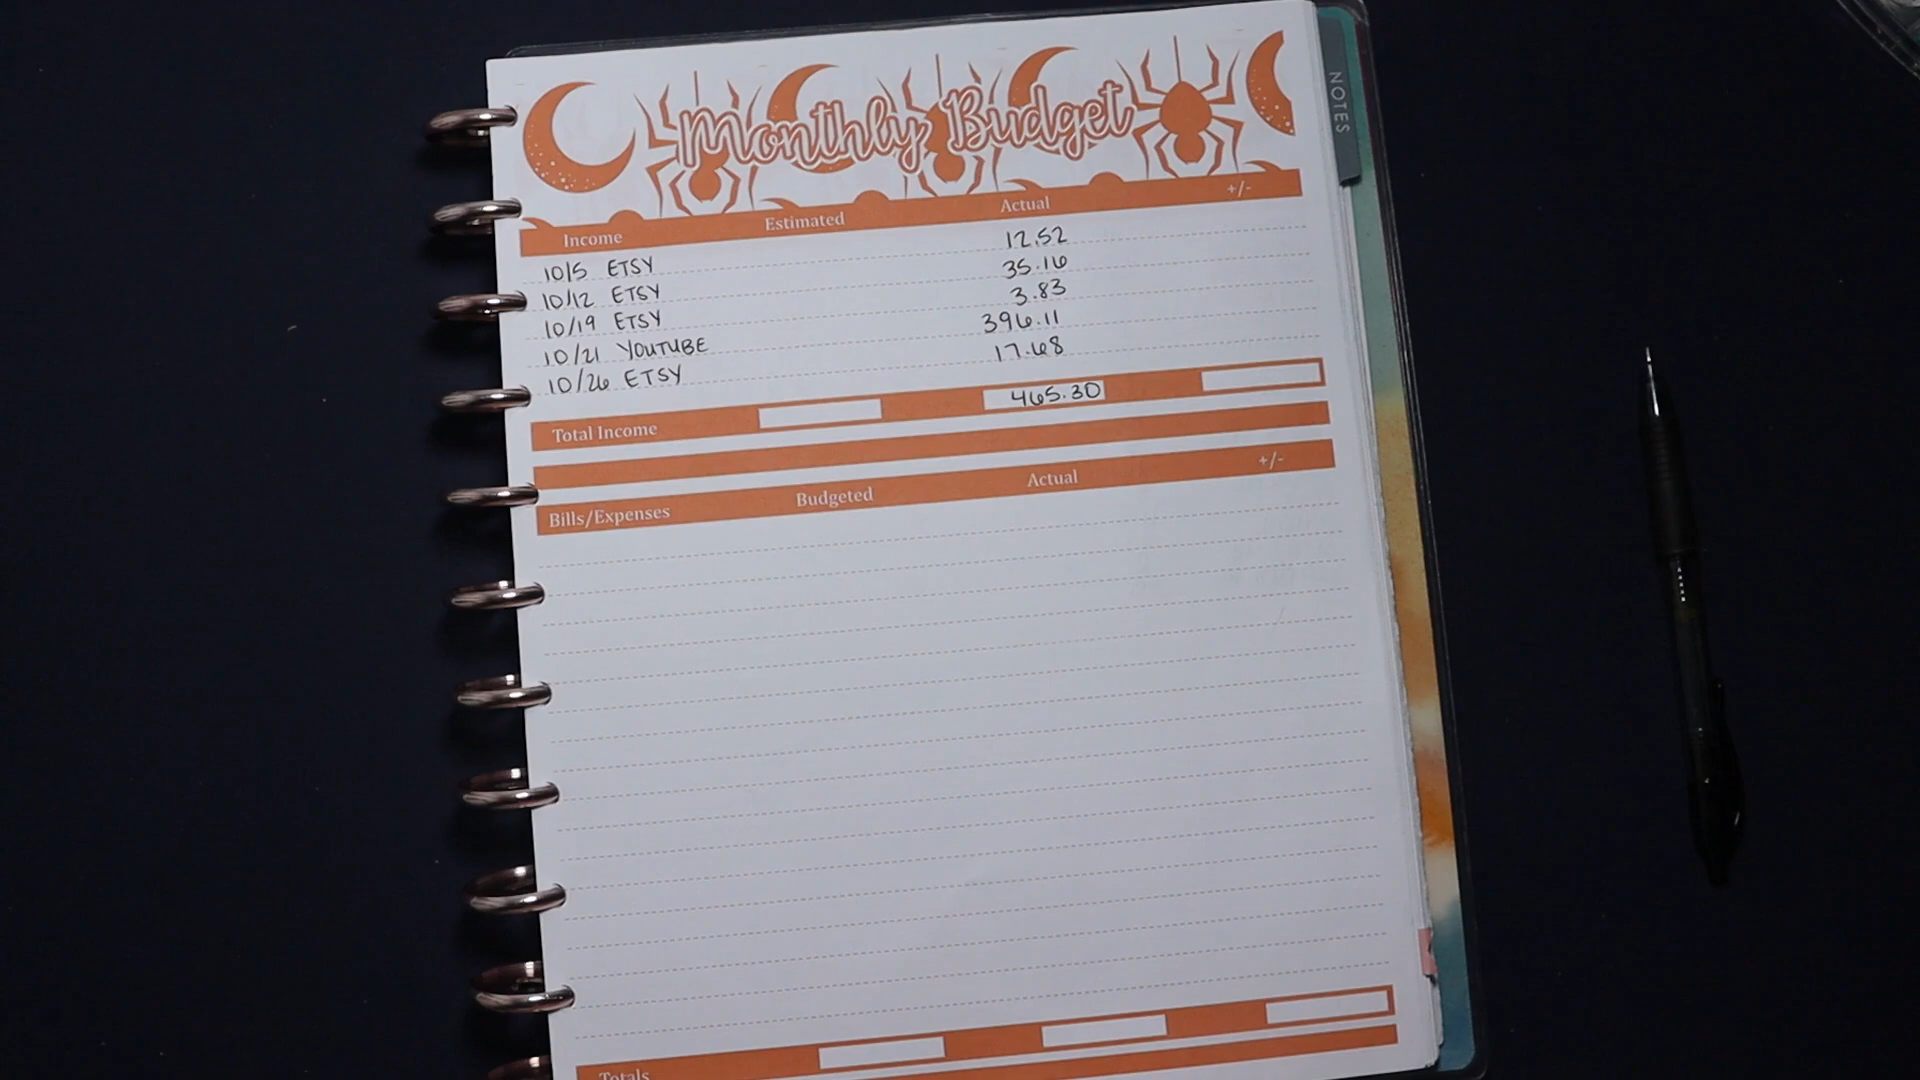 NOTES
Monthly Budget
Income Estimated Actual +/-
10/5 ETSY 12.52
10/12 ETSY 35.16
10/19 ETSY 3.83
10/21 YOUTUBE 396.11
10/26 ETSY 17.68
Total Income 465.30
Bills/Expenses Budgeted Actual +/-
Totals